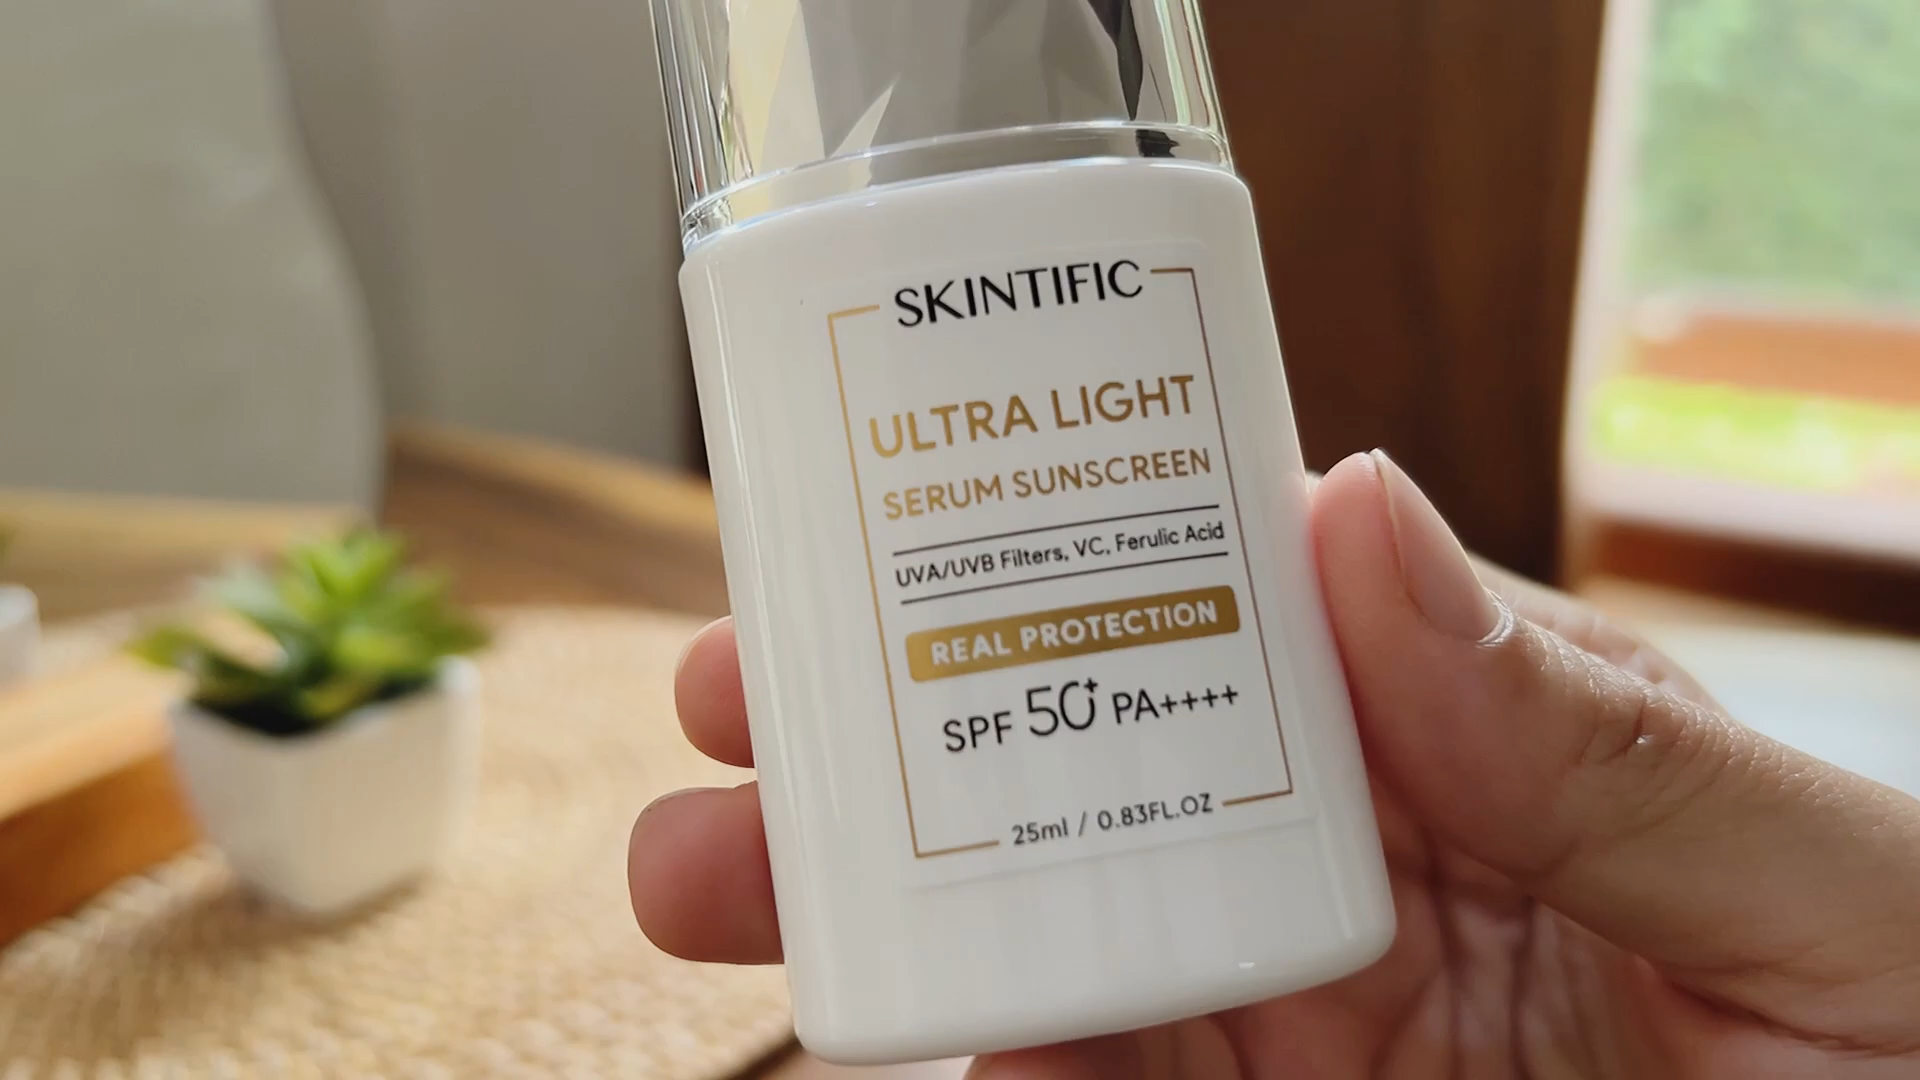 SKINTIFIC
ULTRA LIGHT
SERUM SUNSCREEN
UVA/UVB Filters, VC, Ferulic Acid
REAL PROTECTION
SPF 50+ PA++++
25ml / 0.83FL.OZ